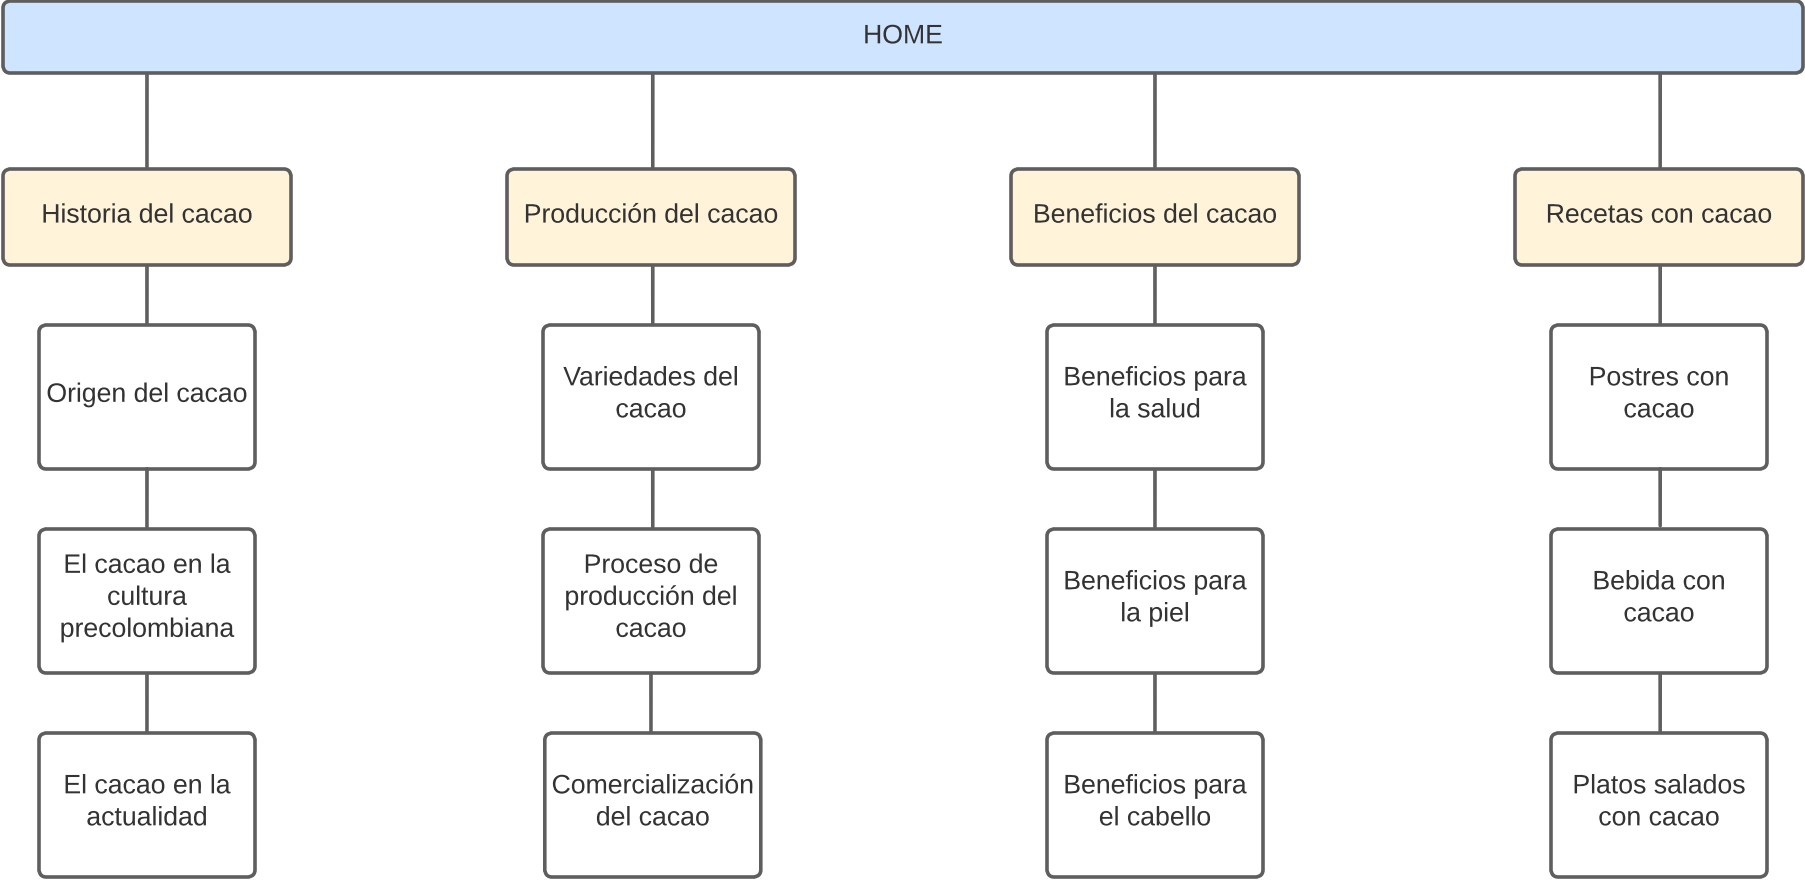 HOME
Historia del cacao
Producción del cacao
Beneficios del cacao
Recetas con cacao
Origen del cacao
Variedades del
cacao
Beneficios para
la salud
Postres con
cacao
El cacao en la
cultura
precolombiana
Proceso de
producción del
cacao
Beneficios para
la piel
Bebida con
cacao
El cacao en la
actualidad
Comercialización
del cacao
Beneficios para
el cabello
Platos salados
con cacao